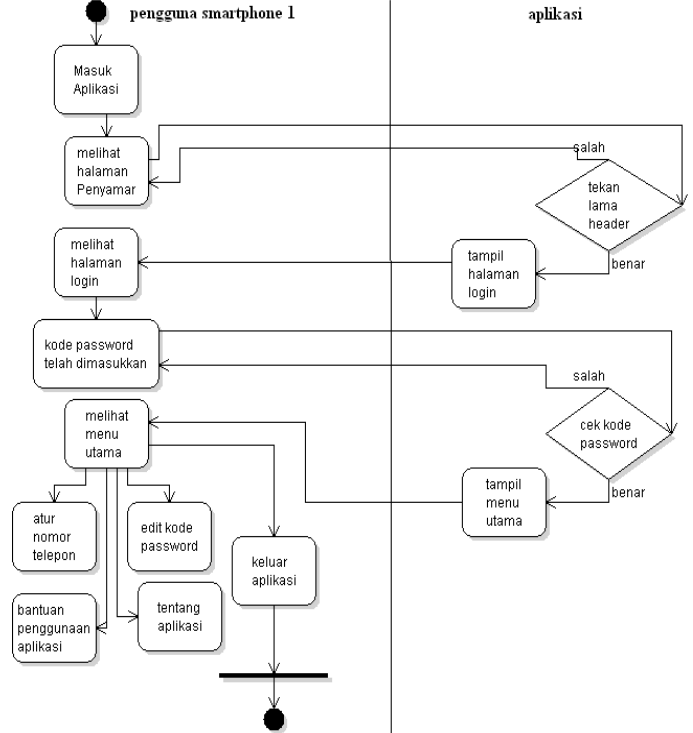 pengguna smartphone 1
aplikasi
Masuk
Aplikasi
melihat
halaman
Penyamar
salah
tekan
lama
header
benar
melihat
halaman
login
tampil
halaman
login
kode password
telah dimasukkan
salah
cek kode
password
benar
melihat
menu
utama
tampil
menu
utama
atur
nomor
telepon
edit kode
password
keluar
aplikasi
bantuan
penggunaan
aplikasi
tentang
aplikasi